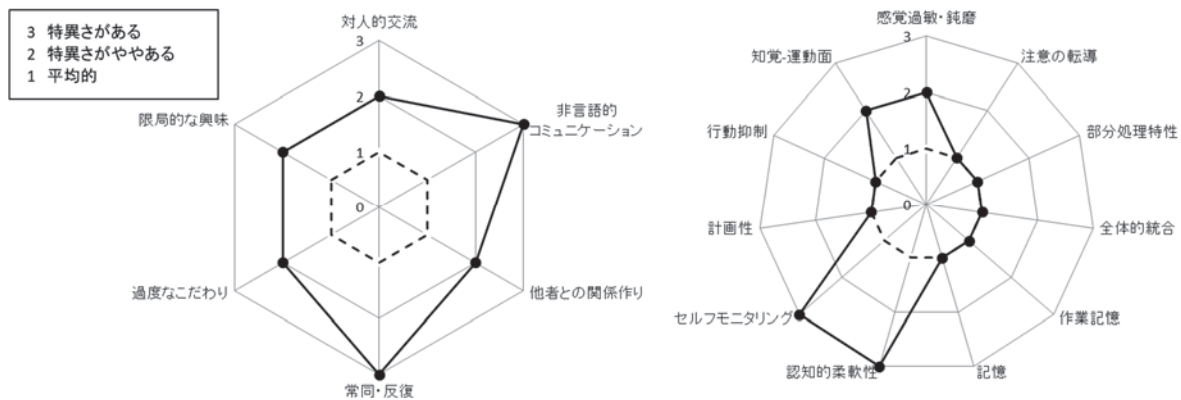 3 特異さがある
2 特異さがややある
1 平均的
対人的交流
3
2
1
0
非言語的
コミュニケーション
他者との関係作り
常同・反復
過度なこだわり
限局的な興味
感覚過敏・鈍磨
3
2
1
0
注意の転導
部分処理特性
全体的統合
作業記憶
記憶
認知的柔軟性
セルフモニタリング
計画性
行動抑制
知覚-運動面